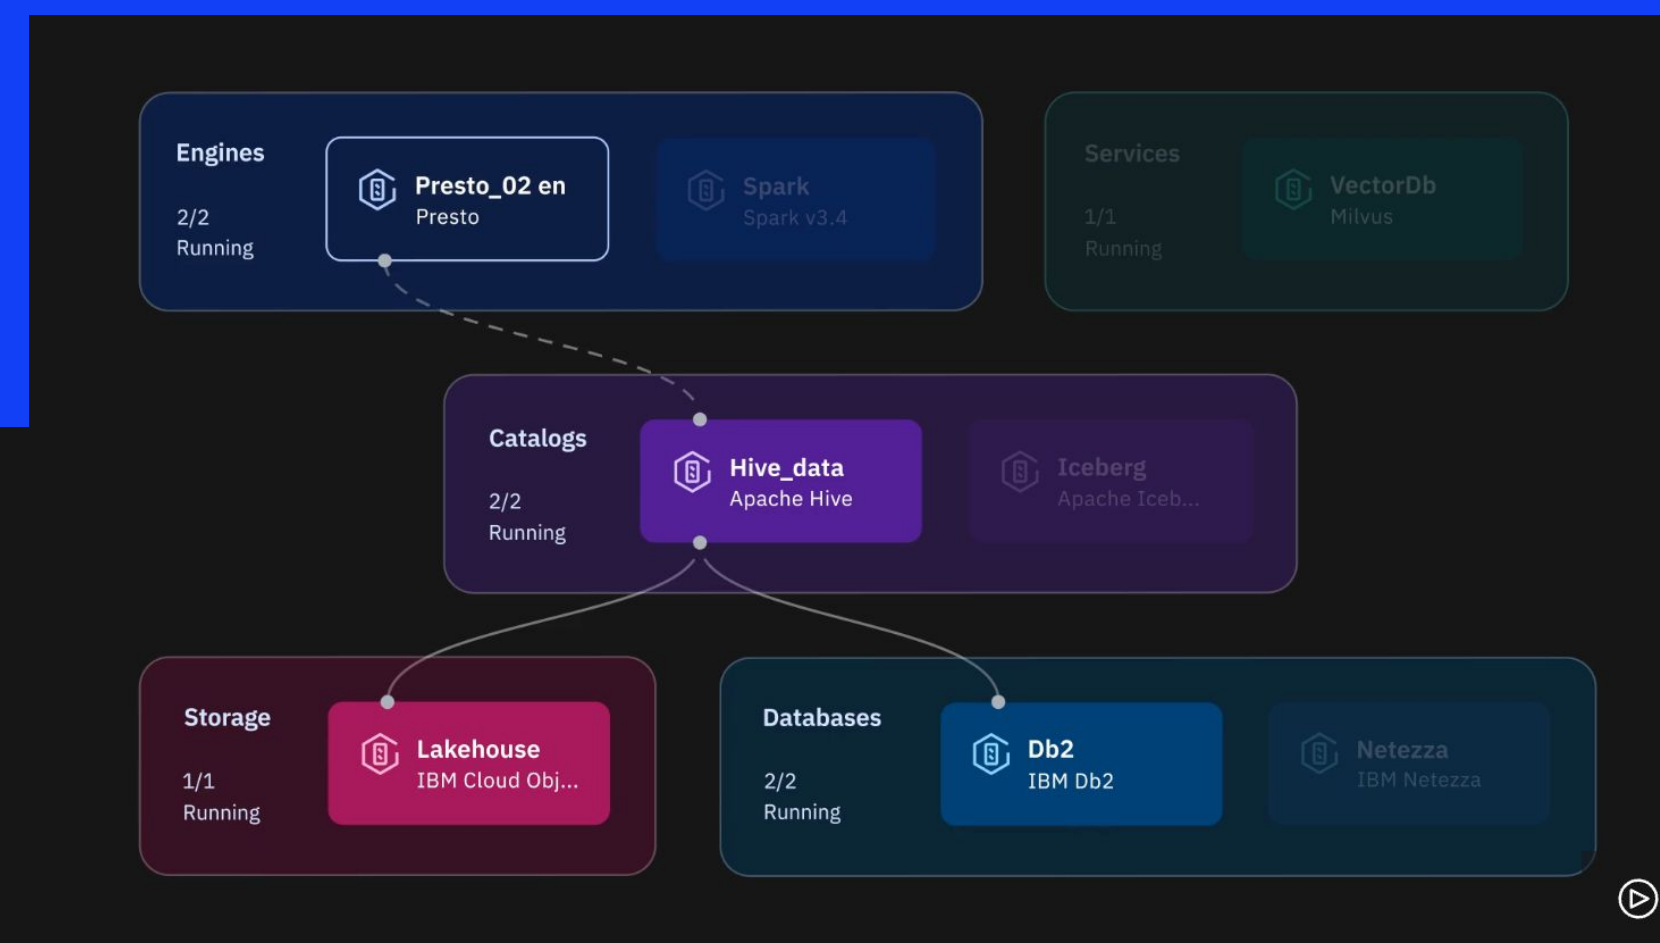 Engines
2/2
Running
Presto_02 en
Presto
Spark
Spark v3.4
Services
1/1
Running
VectorDb
Milvus
Catalogs
2/2
Running
Hive_data
Apache Hive
Iceberg
Apache Iceb...
Storage
1/1
Running
Lakehouse
IBM Cloud Obj...
Databases
2/2
Running
Db2
IBM Db2
Netezza
IBM Netezza